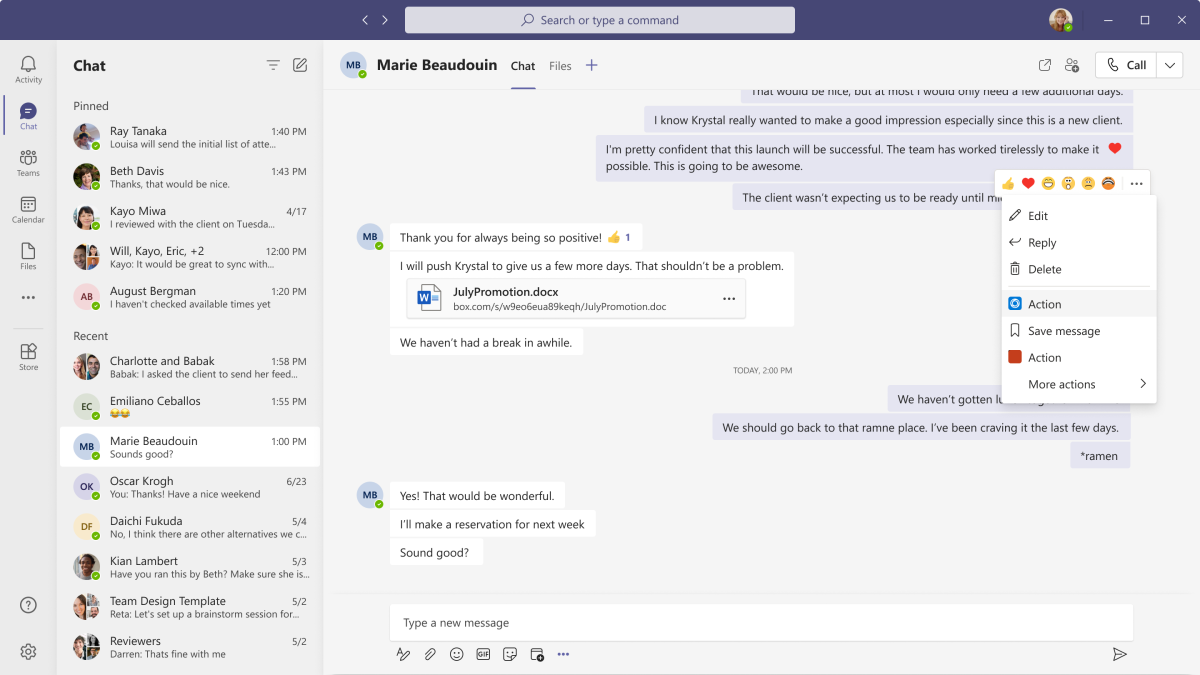 Search or type a command
Activity
Chat
Teams
Calendar
Files
Store
Chat
Pinned
Ray Tanaka 1:40 PM
Louisa will send the initial list of atte...
Beth Davis 1:43 PM
Thanks, that would be nice.
Kayo Miwa 4/17
I reviewed with the client on Tuesda...
Will, Kayo, Eric, +2 12:00 PM
Kayo: It would be great to sync with...
AB
August Bergman 1:20 PM
I haven't checked available times yet
Recent
Charlotte and Babak 1:58 PM
Babak: I asked the client to send her feed...
EC
Emiliano Ceballos 1:55 PM
😂😂
MB
Marie Beaudouin 1:00 PM
Sounds good?
OK
Oscar Krogh 6/23
You: Thanks! Have a nice weekend
DF
Daichi Fukuda 5/4
No, I think there are other alternatives we c...
Kian Lambert 5/3
Have you ran this by Beth? Make sure she is...
Team Design Template 5/2
Reta: Let's set up a brainstorm session for...
Reviewers 5/2
Darren: Thats fine with me
MB
Marie Beaudouin Chat Files
Call
That would be nice, but at most I would only need a few additional days.
I know Krystal really wanted to make a good impression especially since this is a new client.
I'm pretty confident that this launch will be successful. The team has worked tirelessly to make it
possible. This is going to be awesome.
The client wasn't expecting us to be ready until
MB
Thank you for always being so positive! 👍 1
I will push Krystal to give us a few more days. That shouldn't be a problem.
JulyPromotion.docx
box.com/s/w9eo6eua89keqh/JulyPromotion.doc
We haven't had a break in awhile.
Edit
Reply
Delete
Action
Save message
Action
More actions
TODAY, 2:00 PM
We haven't gotten
We should go back to that ramne place. I've been craving it the last few days.
*ramen
MB
Yes! That would be wonderful.
I'll make a reservation for next week
Sound good?
Type a new message
GIF